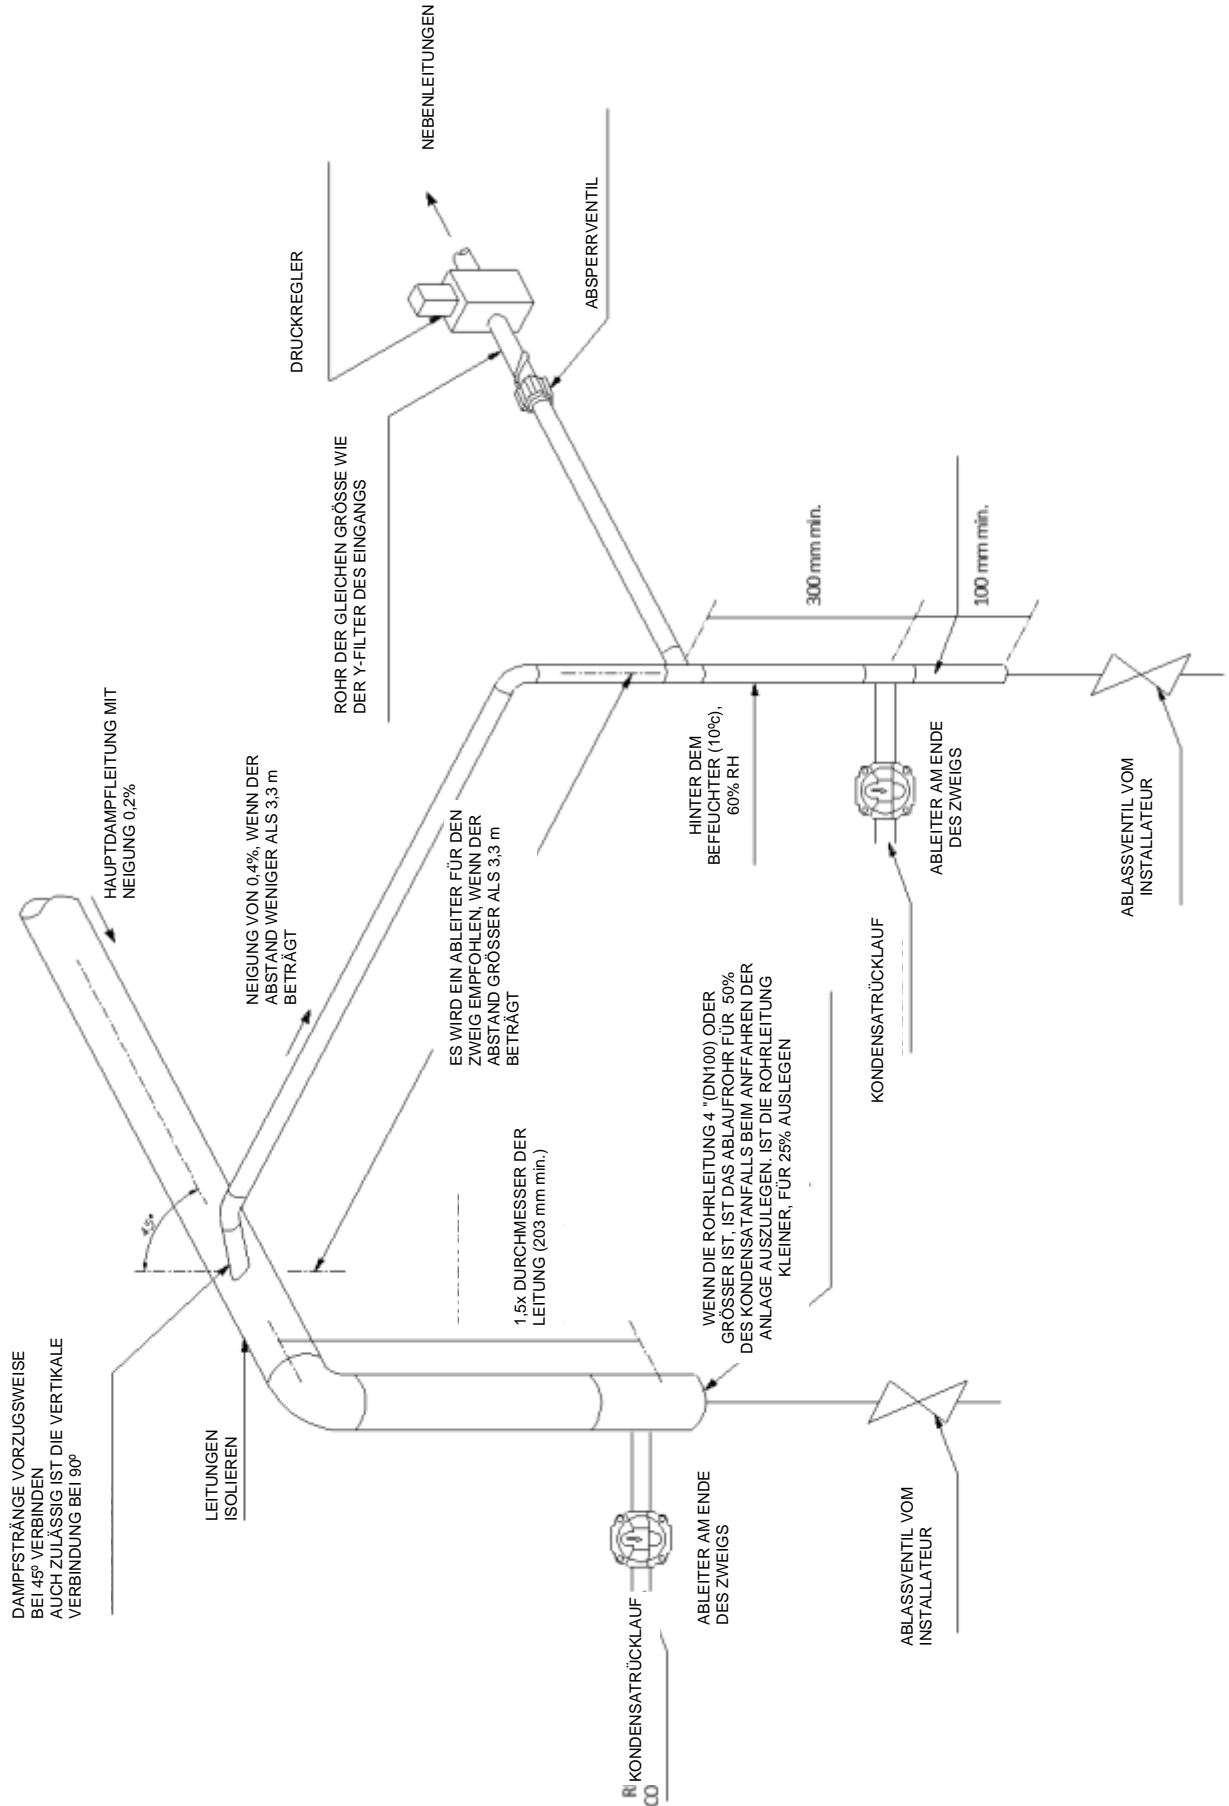 DAMPFSTRÄNGE VORZUGSWEISE
BEI 45º VERBINDEN
AUCH ZULÄSSIG IST DIE VERTIKALE
VERBINDUNG BEI 90º
HAUPTDAMPFLEITUNG MIT
NEIGUNG 0,2%
45°
LEITUNGEN
ISOLIEREN
NEIGUNG VON 0,4%, WENN DER
ABSTAND WENIGER ALS 3,3 m
BETRÄGT
DRUCKREGLER
NEBENLEITUNGEN
ROHR DER GLEICHEN GRÖSSE WIE
DER Y-FILTER DES EINGANGS
ABSPERRVENTIL
ES WIRD EIN ABLEITER FÜR DEN
ZWEIG EMPFOHLEN, WENN DER
ABSTAND GRÖSSER ALS 3,3 m
BETRÄGT
1,5x DURCHMESSER DER
LEITUNG (203 mm min.)
HINTER DEM
BEFEUCHTER (10ºc),
60% RH
300 mm min.
100 mm min.
WENN DIE ROHRLEITUNG 4 "(DN100) ODER
GRÖSSER IST, IST DAS ABLAUFROHR FÜR 50%
DES KONDENSATANFALLS BEIM ANFFAHREN DER
ANLAGE AUSZULEGEN. IST DIE ROHRLEITUNG
KLEINER, FÜR 25% AUSLEGEN
KONDENSATRÜCKLAUF
ABLEITER AM ENDE
DES ZWEIGS
ABLASSVENTIL VOM
INSTALLATEUR
KONDENSATRÜCKLAUF
CO
ABLEITER AM ENDE
DES ZWEIGS
ABLASSVENTIL VOM
INSTALLATEUR